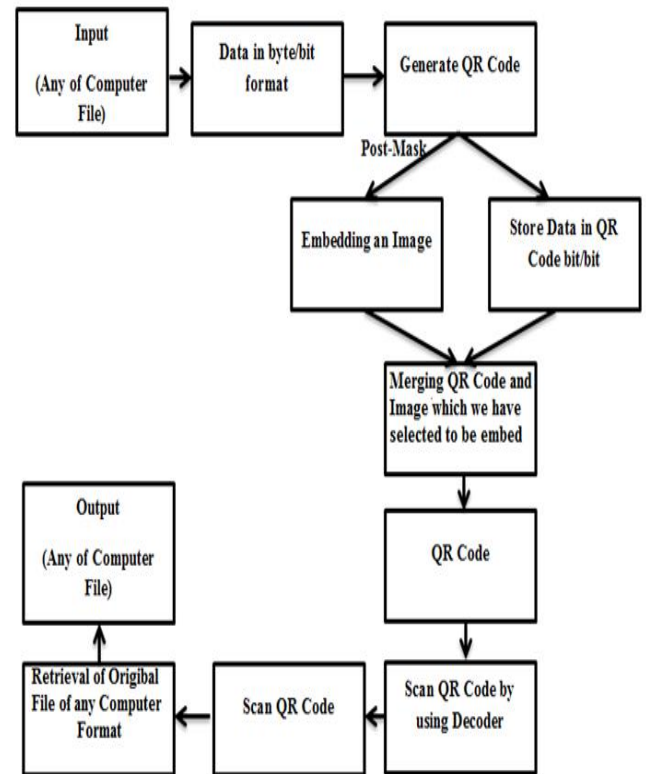 Input
(Any of Computer
File)
Data in byte/bit
format
Generate QR Code
Post-Mask
Embedding an Image
Store Data in QR
Code bit/bit
Merging QR Code and
Image which we have
selected to be embed
QR Code
Scan QR Code by
using Decoder
Scan QR Code
Retrieval of Origibal
File of any Computer
Format
Output
(Any of Computer
File)